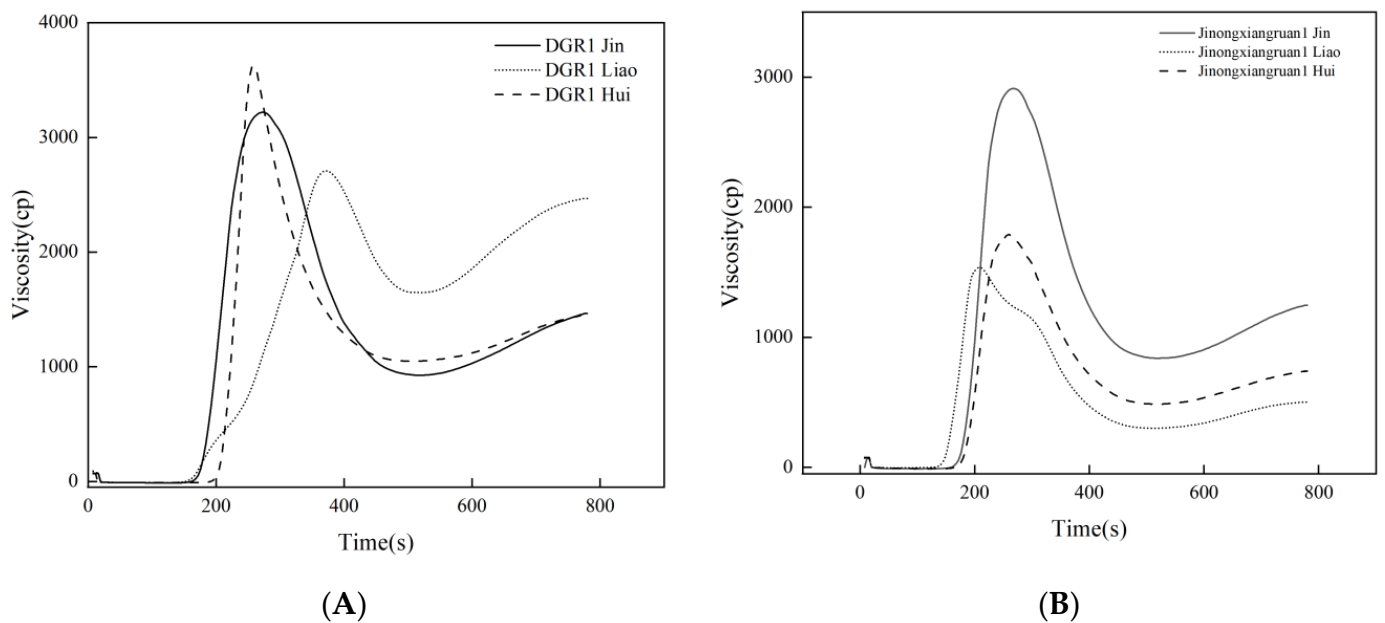 4000
3000
2000
1000
0
Viscosity(cp)
0
200
400
600
800
Time(s)
DGR1 Jin
DGR1 Liao
DGR1 Hui
(A)
3000
2000
1000
0
Viscosity(cp)
0
200
400
600
800
Time(s)
Jinongxiangruan1 Jin
Jinongxiangruan1 Liao
Jinongxiangruan1 Hui
(B)